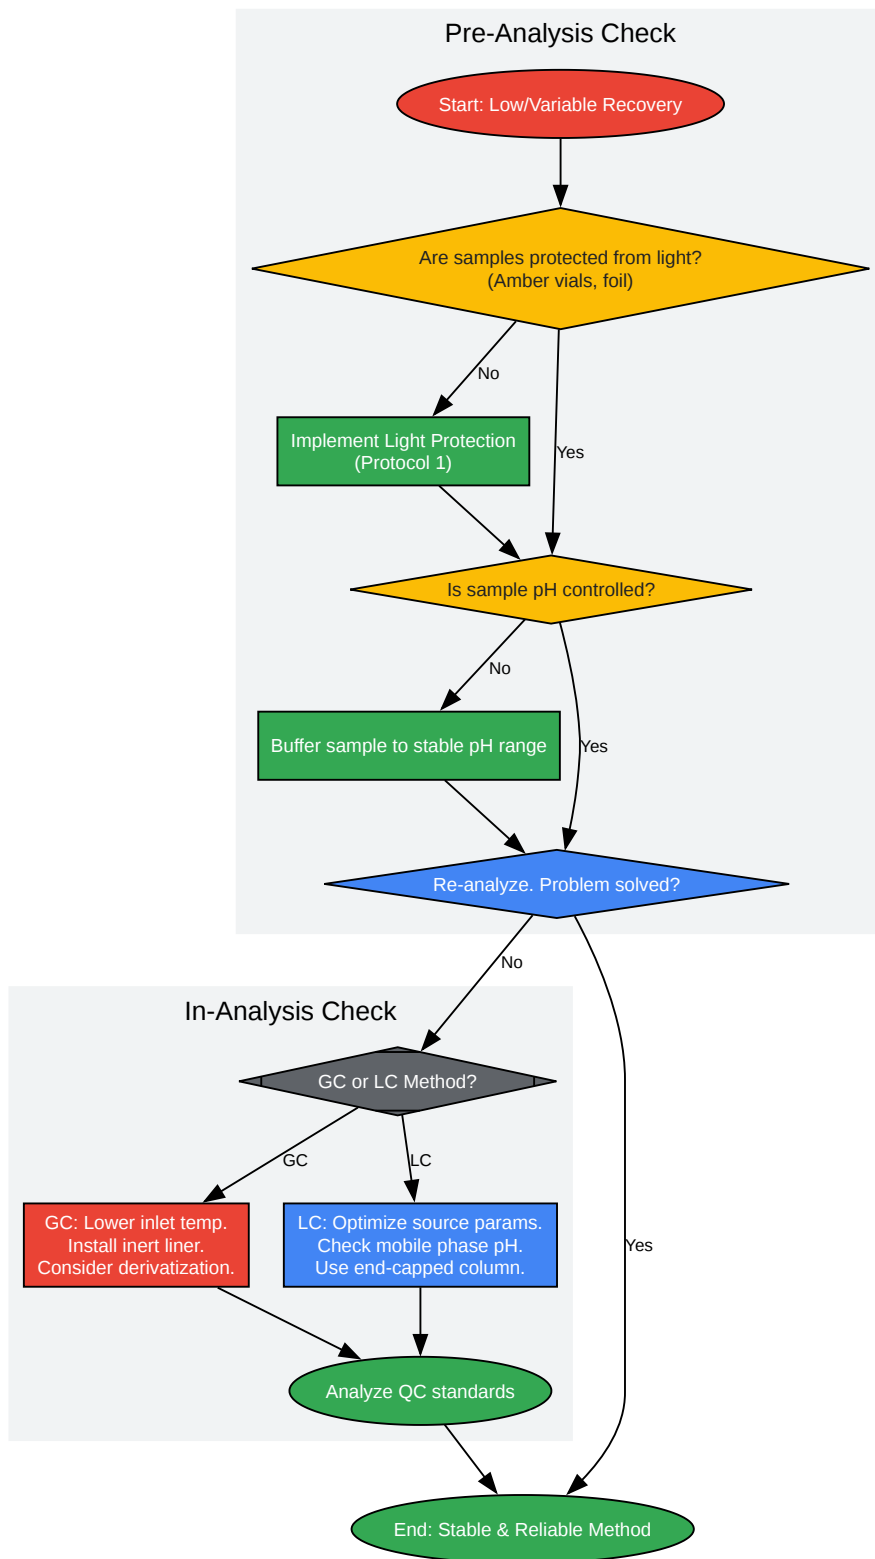 Pre-Analysis Check
Start: Low/Variable Recovery
Are samples protected from light?
(Amber vials, foil)
No
Implement Light Protection
(Protocol 1)
Yes
Is sample pH controlled?
No
Buffer sample to stable pH range
Yes
Re-analyze. Problem solved?
No
In-Analysis Check
GC or LC Method?
GC
LC
GC: Lower inlet temp.
Install inert liner.
Consider derivatization.
LC: Optimize source params.
Check mobile phase pH.
Use end-capped column.
Yes
Analyze QC standards
End: Stable & Reliable Method